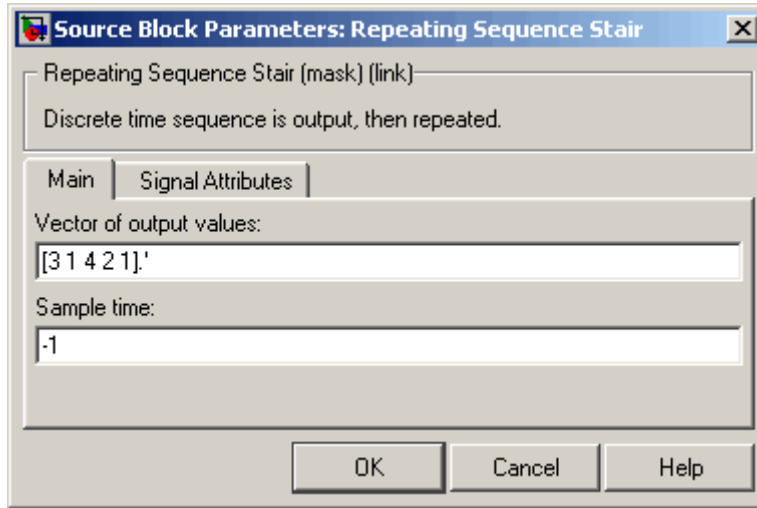 Source Block Parameters: Repeating Sequence Stair
Repeating Sequence Stair (mask) (link)
Discrete time sequence is output, then repeated.
Main Signal Attributes
Vector of output values:
[3 1 4 2 1].'
Sample time:
-1
OK Cancel Help